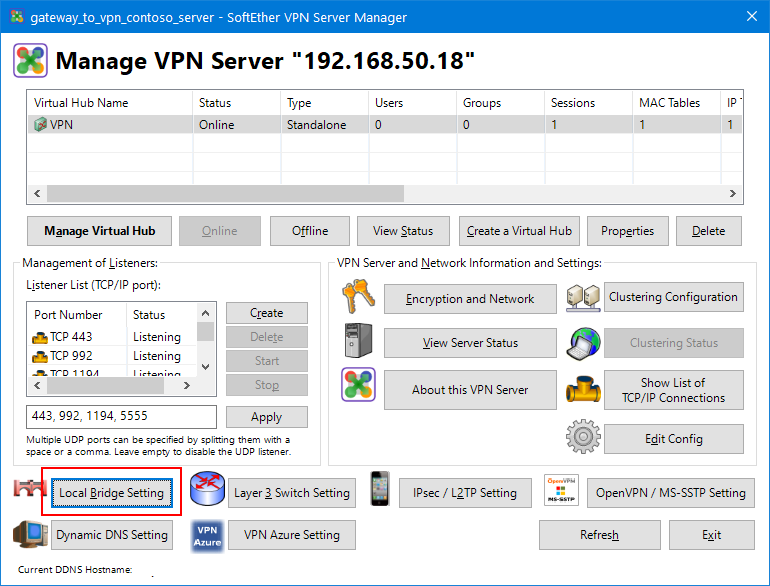 gateway_to_vpn_contoso_server - SoftEther VPN Server Manager
Manage VPN Server "192.168.50.18"
Virtual Hub Name Status Type Users Groups Sessions MAC Tables IP
VPN Online Standalone 0 0 1 1 1
Manage Virtual Hub Online Offline View Status Create a Virtual Hub Properties Delete
Management of Listeners:
Listener List (TCP/IP port):
Port Number Status
TCP 443 Listening
TCP 992 Listening
TCP 1194 Listening
Create
Delete
Start
Stop
443, 992, 1194, 5555
Apply
Multiple UDP ports can be specified by splitting them with a
space or a comma. Leave empty to disable the UDP listener.
VPN Server and Network Information and Settings:
Encryption and Network
Clustering Configuration
View Server Status
Clustering Status
About this VPN Server
Show List of
TCP/IP Connections
Edit Config
Local Bridge Setting
Layer 3 Switch Setting
IPsec / L2TP Setting
OpenVPN
MS-SSTP
OpenVPN / MS-SSTP Setting
Dynamic DNS Setting
VPN
Azure
VPN Azure Setting
Refresh
Exit
Current DDNS Hostname: